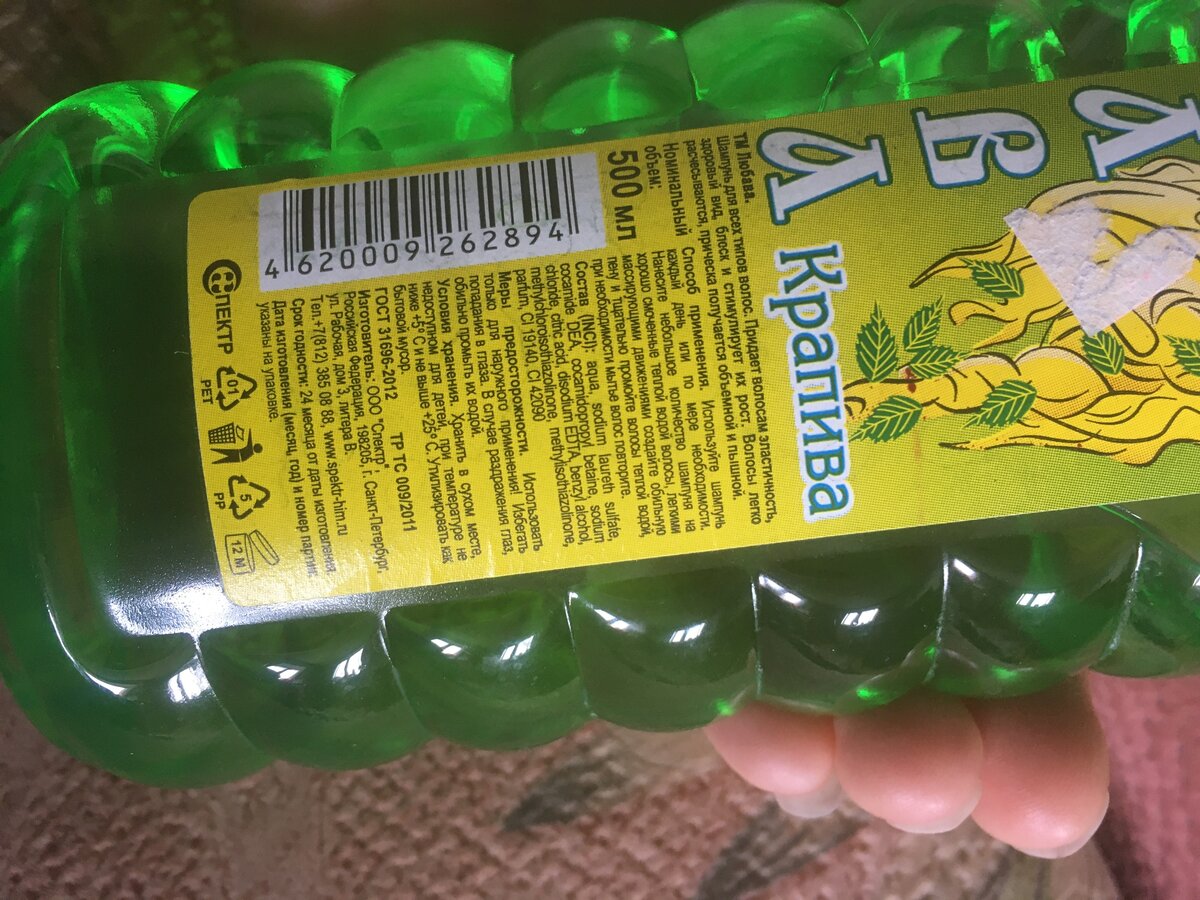 А В А
Крапива
ТМ Любава.
Шампунь для всех типов волос. Придает волосам эластичность,
здоровый вид, блеск и стимулирует их рост. Волосы легко
расчесываются, прическа получается объемной и пышной.
Номинальный
объем:
500 мл
Способ применения. Используйте шампунь
каждый день или по мере необходимости.
Нанесите небольшое количество шампуня на
хорошо смоченные теплой водой волосы, легкими
массирующими движениями создайте обильную
пену и тщательно промойте волосы теплой водой,
при необходимости мытье волос повторите.
Состав (INCI): aqua, sodium laureth sulfate,
cocamide DEA, cocamidopropyl betaine, sodium
chloride, citric acid, disodium EDTA, benzyl alcohol,
methylchoroisothiazolinone, methylisothiazolinone,
parfum, CI 19140, CI 42090
Меры предосторожности. Использовать
только для наружного применения! Избегать
попадания в глаза. В случае раздражения глаз,
обильно промыть их водой.
Условия хранения. Хранить в сухом месте,
недоступном для детей, при температуре не
ниже +5º С и не выше +25º С. Утилизировать как
бытовой мусор.
ГОСТ 31696-2012 ТР ТС 009/2011
Изготовитель: ООО "Спектр"
Российская Федерация, 198205, г. Санкт-Петербург,
ул. Рабочая, дом 3, литера В.
Тел. +7(812) 385 08 88, www.spektr-him.ru
Срок годности: 24 месяца от даты изготовления.
Дата изготовления (месяц, год) и номер партии:
указаны на упаковке.
4 620009 262894
СПЕКТР
01
PET
5
PP
12 M